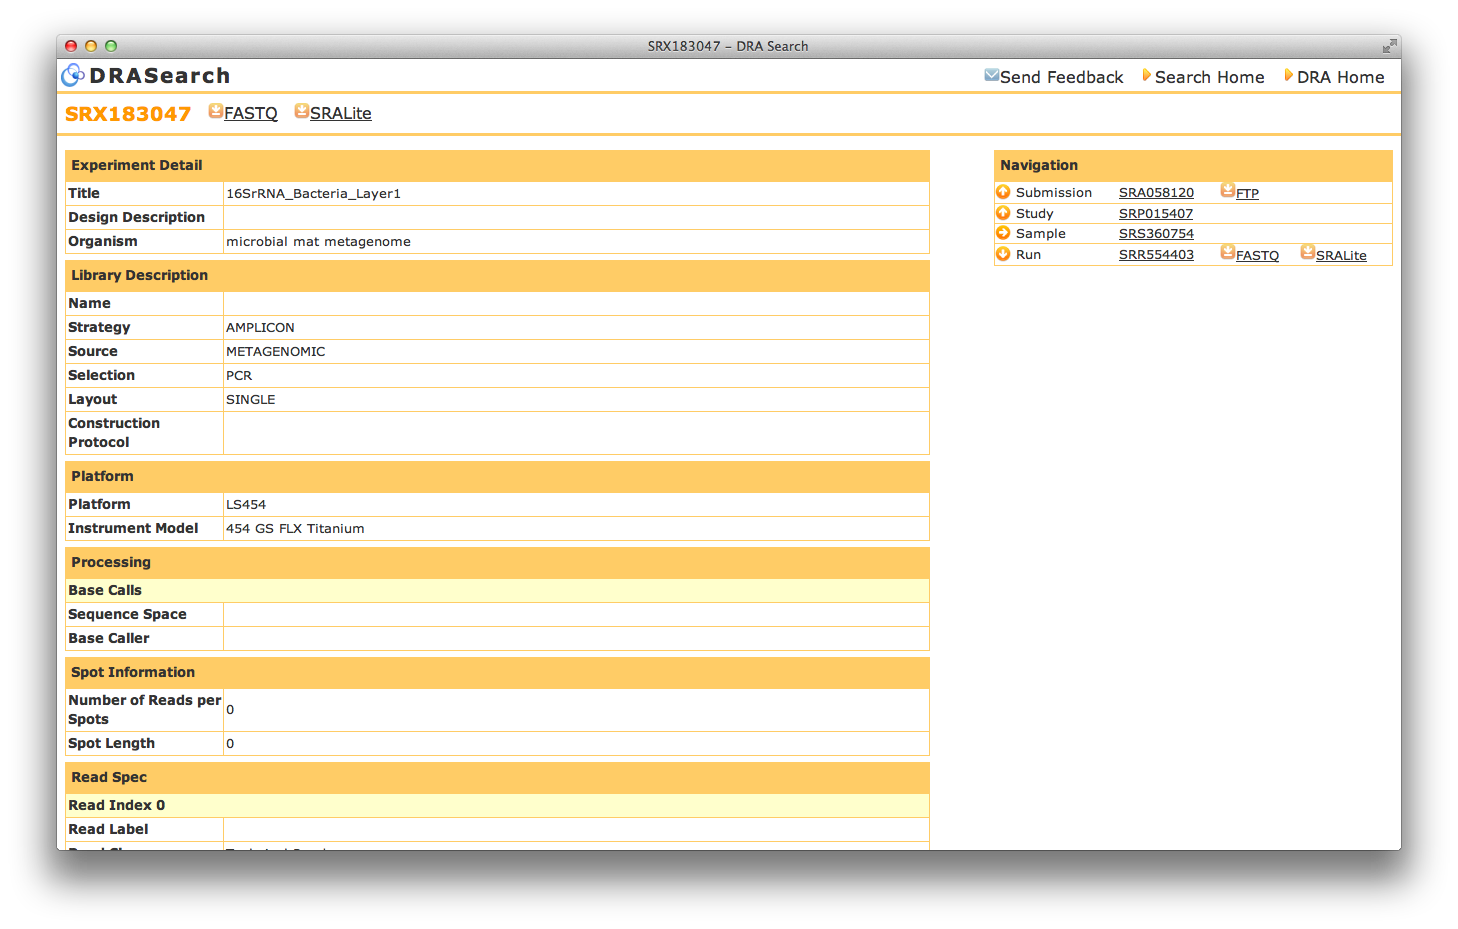 SRX183047 – DRA Search
DRASearch
Send Feedback Search Home DRA Home
SRX183047 FASTQ SRALite
Experiment Detail
Title 16SrRNA_Bacteria_Layer1
Design Description
Organism microbial mat metagenome
Library Description
Name
Strategy AMPLICON
Source METAGENOMIC
Selection PCR
Layout SINGLE
Construction
Protocol
Platform
Platform LS454
Instrument Model 454 GS FLX Titanium
Processing
Base Calls
Sequence Space
Base Caller
Spot Information
Number of Reads per
Spots 0
Spot Length 0
Read Spec
Read Index 0
Read Label
Navigation
Submission SRA058120 FTP
Study SRP015407
Sample SRS360754
Run SRR554403 FASTQ SRALite